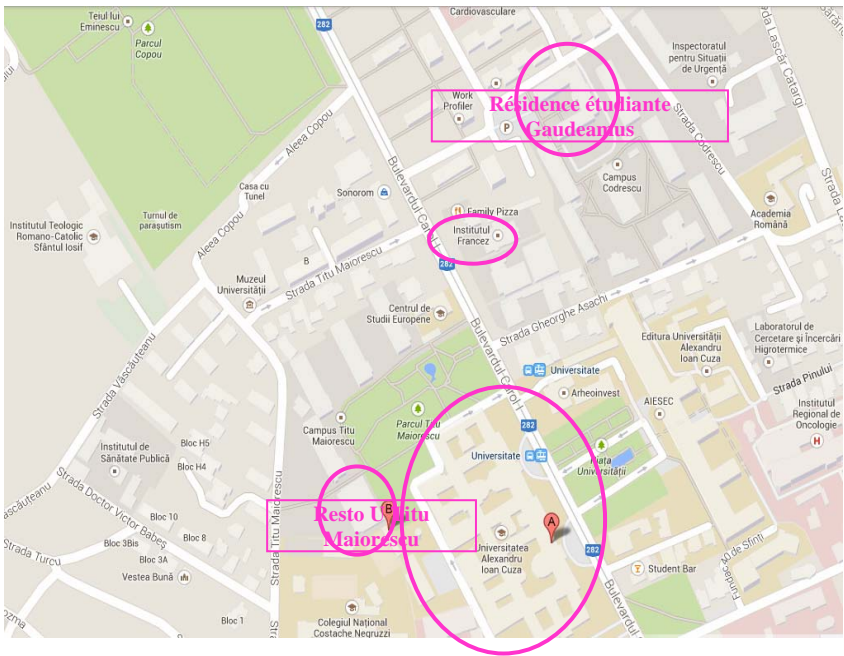 Teiul lui
Eminescu
Parcul
Copou
282
Cardiovasculare
Inspectoratul
pentru Situații
de Urgență
Strada Lascăr Catargi
Work
Profiler
Résidence étudiante
Gaudeamus
P
Strada Codrescu
Aleea Copou
Bulevardul Carol I
Campus
Codrescu
Casa cu
Tunel
Sonorom
Family Pizza
Academia
Română
Institutul Teologic
Romano-Catolic
Sfântul Iosif
Turnul de
parașutism
Aleea Copou
Institutul
Francez
B
Strada Titu Maiorescu
282
Muzeul
Universității
Centrul de
Studii Europene
Strada Gheorghe Asachi
Bulevardul Carol I
Editura Universității
Alexandru
Ioan Cuza
Laboratorul de
Cercetare și Încercări
Higrotermice
Strada Văscăuțeanu
Universitate
Arheoinvest
AIESEC
Strada Pinului
Institutul
Regional de
Oncologie
H
Campus Titu
Maiorescu
Parcul Titu
Maiorescu
282
Institutul de
Sănătate Publică
Bloc H5
Bloc H4
Universitate
Piața
Universității
Strada Doctor Victor Babeș
Strada Titu Maiorescu
Bloc 10
Bloc 3Bis
Bloc 8
Bloc 3A
Strada Turcu
Vestea Bună
B
Resto U Titu
Maiorescu
A
Universitatea
Alexandru
Ioan Cuza
282
Student Bar
Bloc 1
Colegiul Național
Costache Negruzzi
Bulevardul